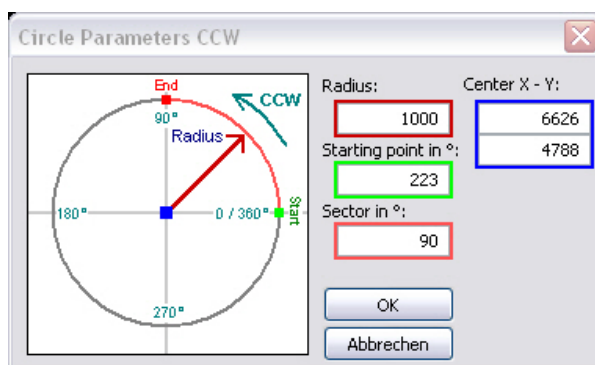 Circle Parameters CCW
End
90°
CCW
Radius
180°
0 / 360°
Start
270°
Radius:
1000
Starting point in °:
223
Sector in °:
90
Center X - Y:
6626
4788
OK
Abbrechen